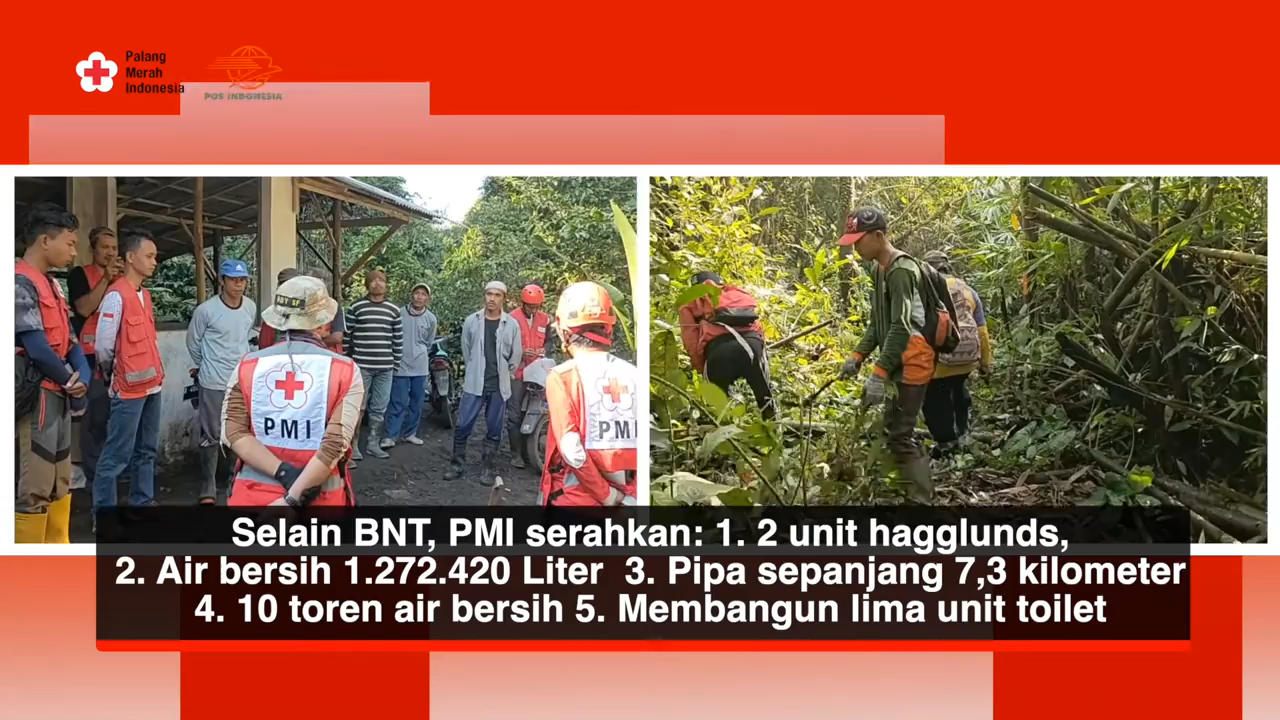 Palang
Merah
Indonesia
POS INDONESIA
PMI
PMI
Selain BNT, PMI serahkan: 1. 2 unit hagglunds,
2. Air bersih 1.272.420 Liter 3. Pipa sepanjang 7,3 kilometer
4. 10 toren air bersih 5. Membangun lima unit toilet